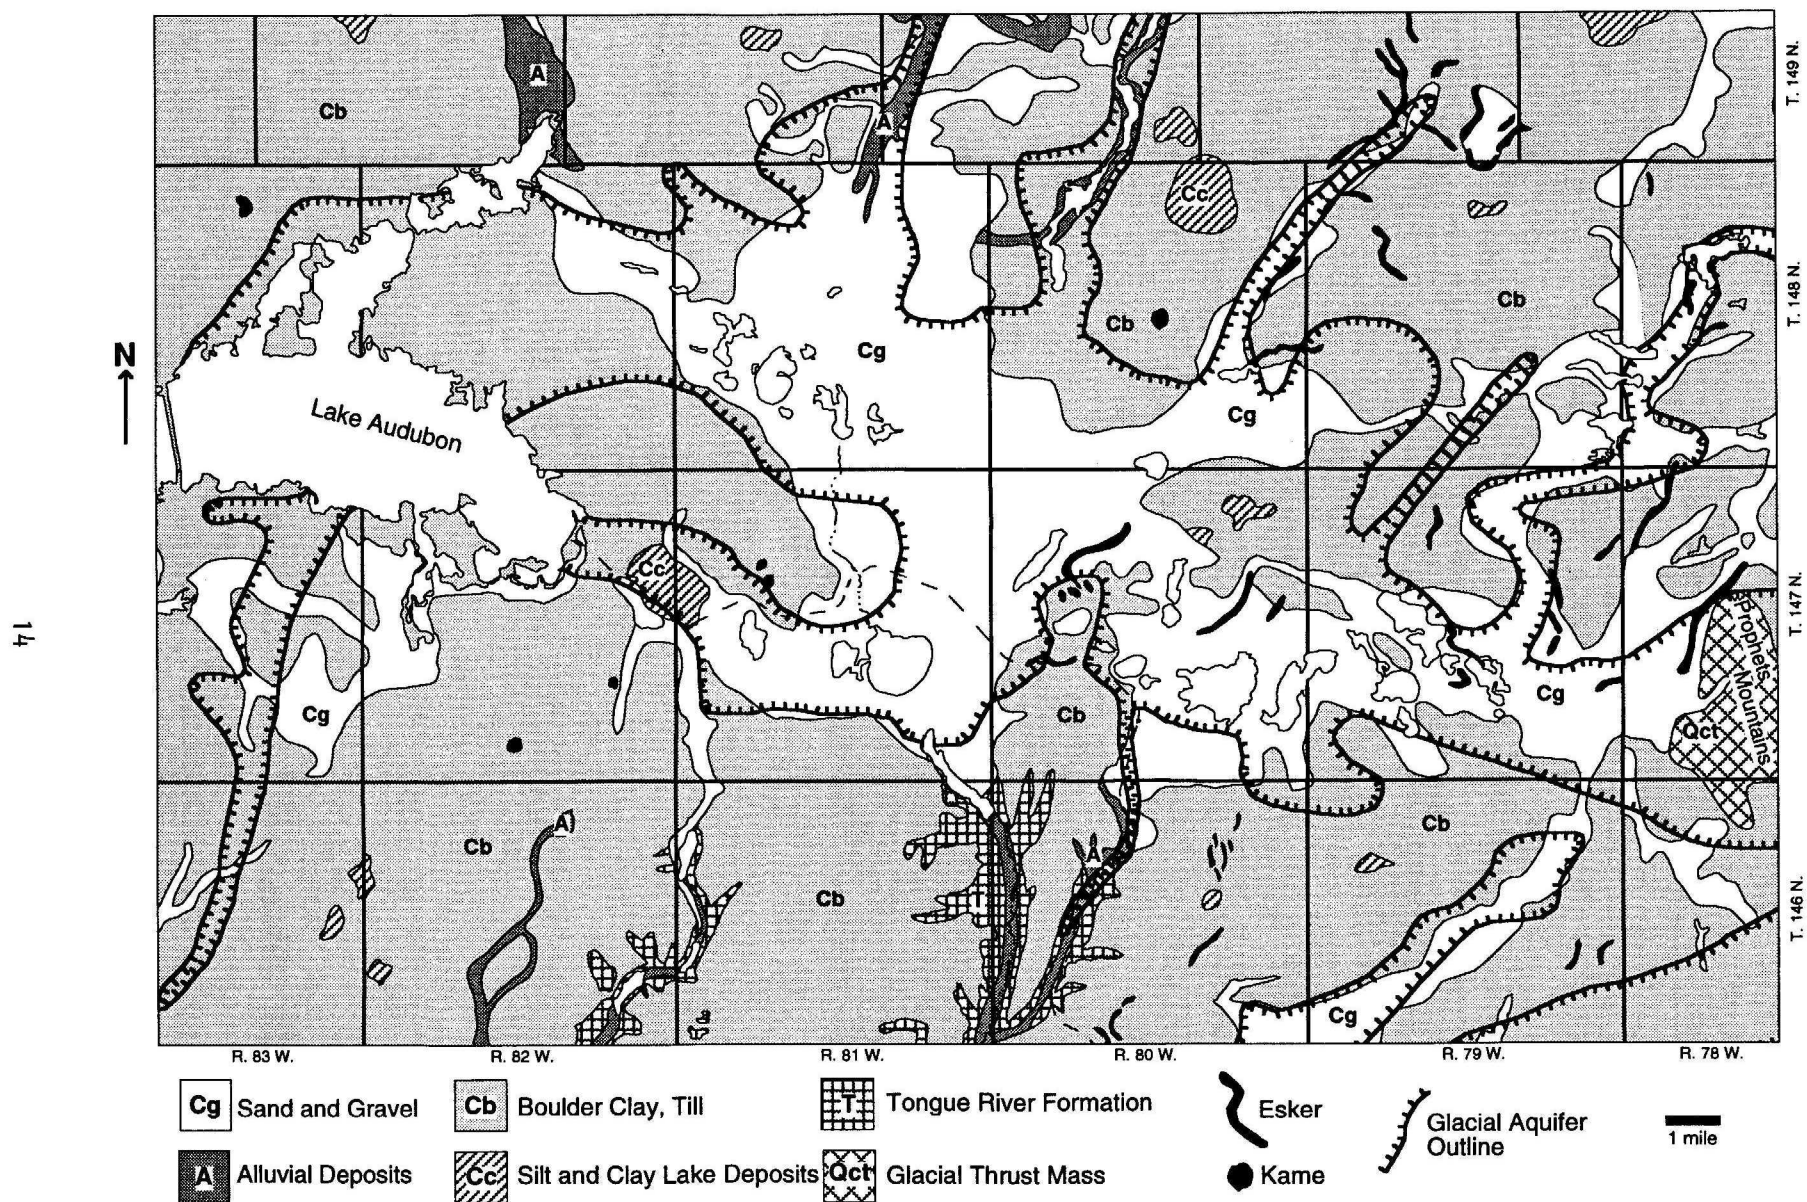 A
Cb
T. 149 N.
A
Cc
Cb
Cb
T. 148 N.
N
Cg
Lake Audubon
Cg
14
Cc
T. 147 N.
Prophets Mountains
Cg
Cg
Cb
Qct
A
Cb
Cb
A
Cb
T
T. 146 N.
Cg
R. 83 W. R. 82 W. R. 81 W. R. 80 W. R. 79 W. R. 78 W.
Cg Sand and Gravel
Cb Boulder Clay, Till
T Tongue River Formation
Esker
Glacial Aquifer
Outline
1 mile
A Alluvial Deposits
Cc Silt and Clay Lake Deposits
Qct Glacial Thrust Mass
Kame